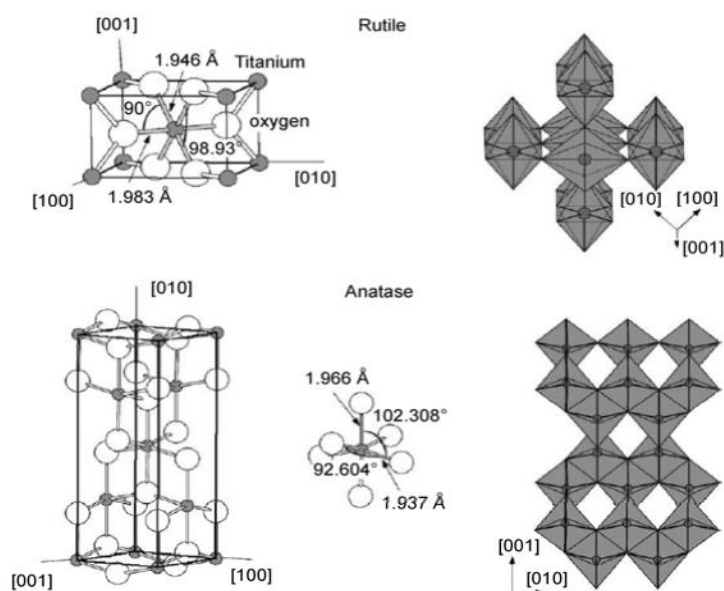 Rutile
[001]
1.946 Å
Titanium
90°
oxygen
98.93°
[010]
[100]
1.983 Å
[010]
[100]
[001]
Anatase
[010]
1.966 Å
102.308°
92.604°
1.937 Å
[001]
[100]
[001]
[010]